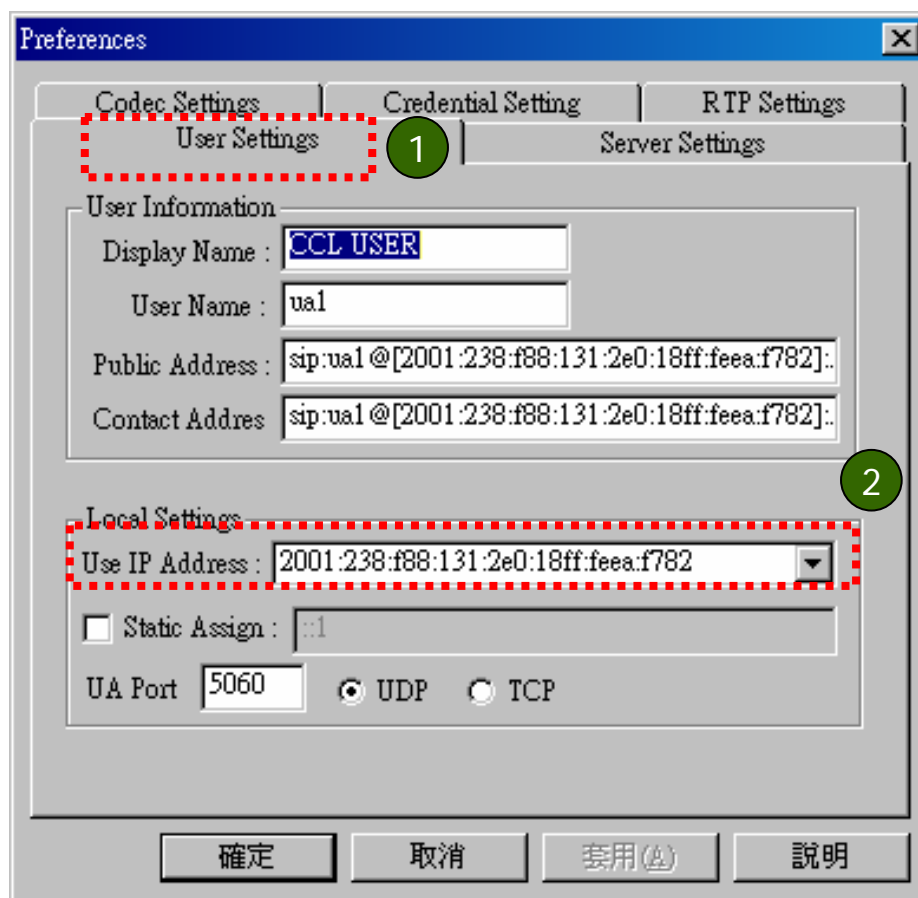 Preferences
Codec Settings Credential Setting RTP Settings
User Settings 1 Server Settings
User Information
Display Name : CCL USER
User Name : ua1
Public Address : sip:ua1@[2001:238:f88:131:2e0:18ff:feea:f782]:.
Contact Addres sip:ua1@[2001:238:f88:131:2e0:18ff:feea:f782]:.
2
Local Settings
Use IP Address : 2001:238:f88:131:2e0:18ff:feea:f782
Static Assign : ::1
UA Port 5060 UDP TCP
確定 取消 套用(A) 說明